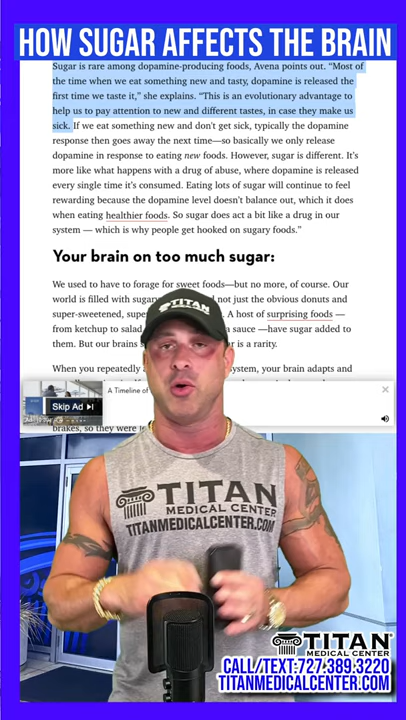 HOW SUGAR AFFECTS THE BRAIN
Sugar is rare among dopamine-producing foods, Avena points out. “Most of
the time when we eat something new and tasty, dopamine is released the
first time we taste it,” she explains. “This is an evolutionary advantage to
help us to pay attention to new and different tastes, in case they make us
sick. If we eat something new and don't get sick, typically the dopamine
response then goes away the next time—so basically we only release
dopamine in response to eating new foods. However, sugar is different. It's
more like what happens with a drug of abuse, where dopamine is released
every single time it's consumed. Eating lots of sugar will continue to feel
rewarding because the dopamine level doesn't balance out, which it does
when eating healthier foods. So sugar does act a bit like a drug in our
system — which is why people get hooked on sugary foods.”
Your brain on too much sugar:
We used to have to forage for sweet foods—but no more, of course. Our
world is filled with sugar not just the obvious donuts and
super-sweetened, A host of surprising foods —
from ketchup to salad a sauce —have sugar added to
them. But our brains is a rarity.
When you repeatedly system, your brain adapts and
A Timeline of
Skip Ad
brakes, so they were
TITAN
TITAN
MEDICAL CENTER
TITANMEDICALCENTER.COM
TITAN
MEDICAL CENTER
CALL/TEXT:727.389.3220
TITANMEDICALCENTER.COM